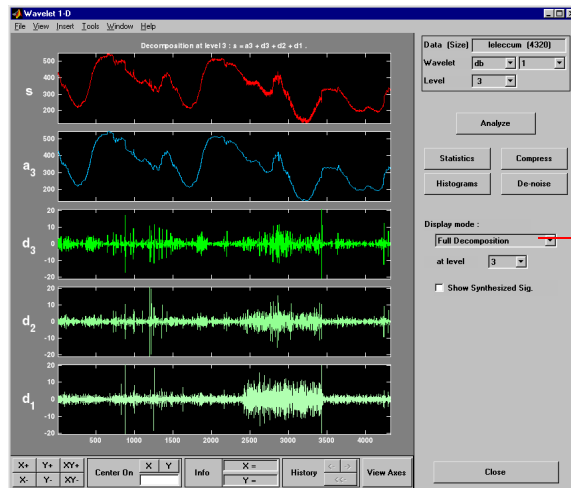 Wavelet 1-D
File View Insert Tools Window Help
Decomposition at level 3 : s = a3 + d3 + d2 + d1 .
s
500
400
300
200
a3
500
400
300
200
d3
20
10
0
-10
-20
d2
20
10
0
-10
-20
d1
20
10
0
-10
-20
500 1000 1500 2000 2500 3000 3500 4000
Data (Size) leleccum (4320)
Wavelet db 1
Level 3
Analyze
Statistics Compress
Histograms De-noise
Display mode :
Full Decomposition
at level 3
Show Synthesized Sig.
X+ Y+ XY+
X- Y- XY-
Center On X Y
Info X =
Y =
History <- ->
<<-
View Axes
Close